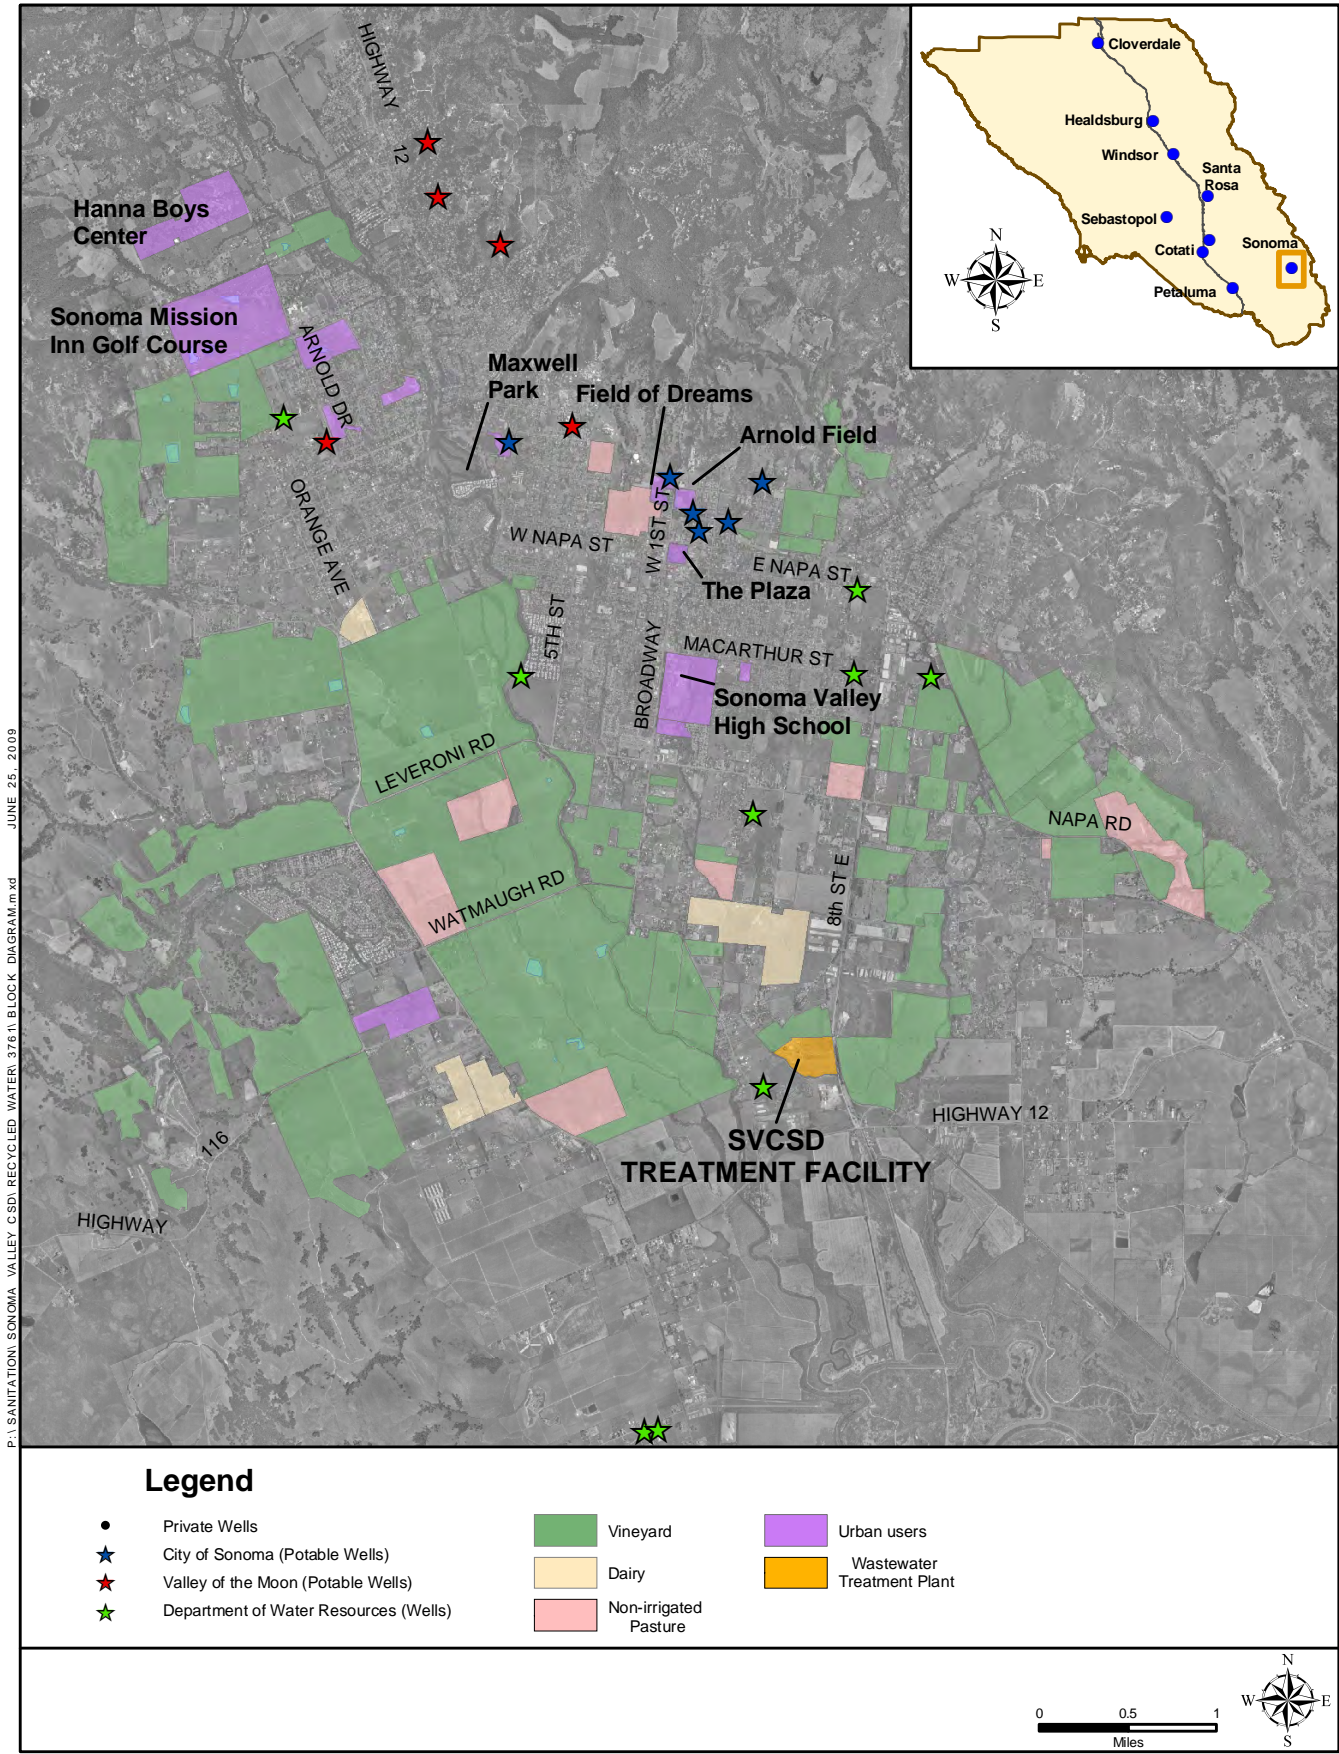 HIGHWAY
12
Hanna Boys
Center
Sonoma Mission
Inn Golf Course
ARNOLD DR
Maxwell
Park
Field of Dreams
Arnold Field
ORANGE AVE
W NAPA ST
W 1ST ST
E NAPA ST
The Plaza
5TH ST
BROADWAY
MACARTHUR ST
Sonoma Valley
High School
LEVERONI RD
NAPA RD
WATMAUGH RD
8th ST E
HIGHWAY 12
SVCSD
TREATMENT FACILITY
116
HIGHWAY
Cloverdale
Healdsburg
Windsor
Santa
Rosa
Sebastopol
Cotati
Sonoma
Petaluma
N
W E
S
P:\SANITATION\SONOMA VALLEY CSD\RECYCLED WATER\3761\BLOCK DIAGRAM.mxd JUNE 25, 2009
Legend
Private Wells
City of Sonoma (Potable Wells)
Valley of the Moon (Potable Wells)
Department of Water Resources (Wells)
Vineyard
Dairy
Non-irrigated
Pasture
Urban users
Wastewater
Treatment Plant
0 0.5 1
Miles
N
W E
S